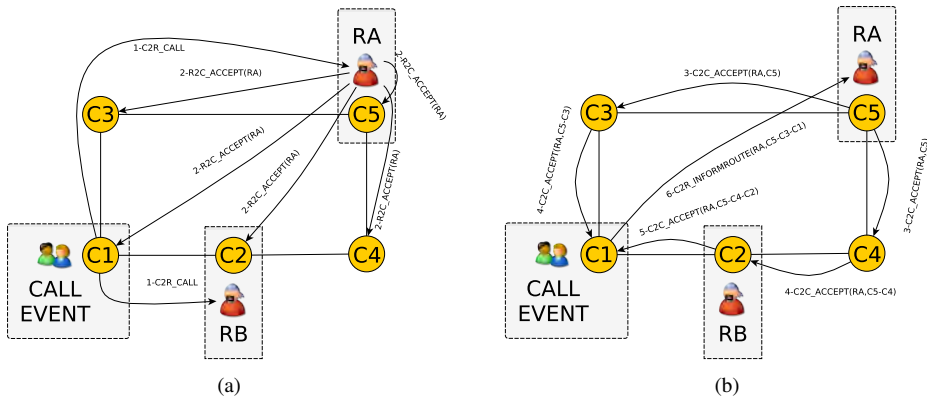 RA
1-C2R_CALL
2-R2C_ACCEPT(RA)
2-R2C_ACCEPT(RA)
C3
C5
2-R2C_ACCEPT(RA)
2-R2C_ACCEPT(RA)
2-R2C_ACCEPT(RA)
C1
C2
C4
CALL
EVENT
1-C2R_CALL
RB
(a)
RA
3-C2C_ACCEPT(RA,C5)
C3
C5
4-C2C_ACCEPT(RA,C5-C3)
6-C2R_INFORMROUTE(RA,C5-C3-C1)
3-C2C_ACCEPT(RA,C5)
5-C2C_ACCEPT(RA,C5-C4-C2)
C1
C2
C4
CALL
EVENT
4-C2C_ACCEPT(RA,C5-C4)
RB
(b)